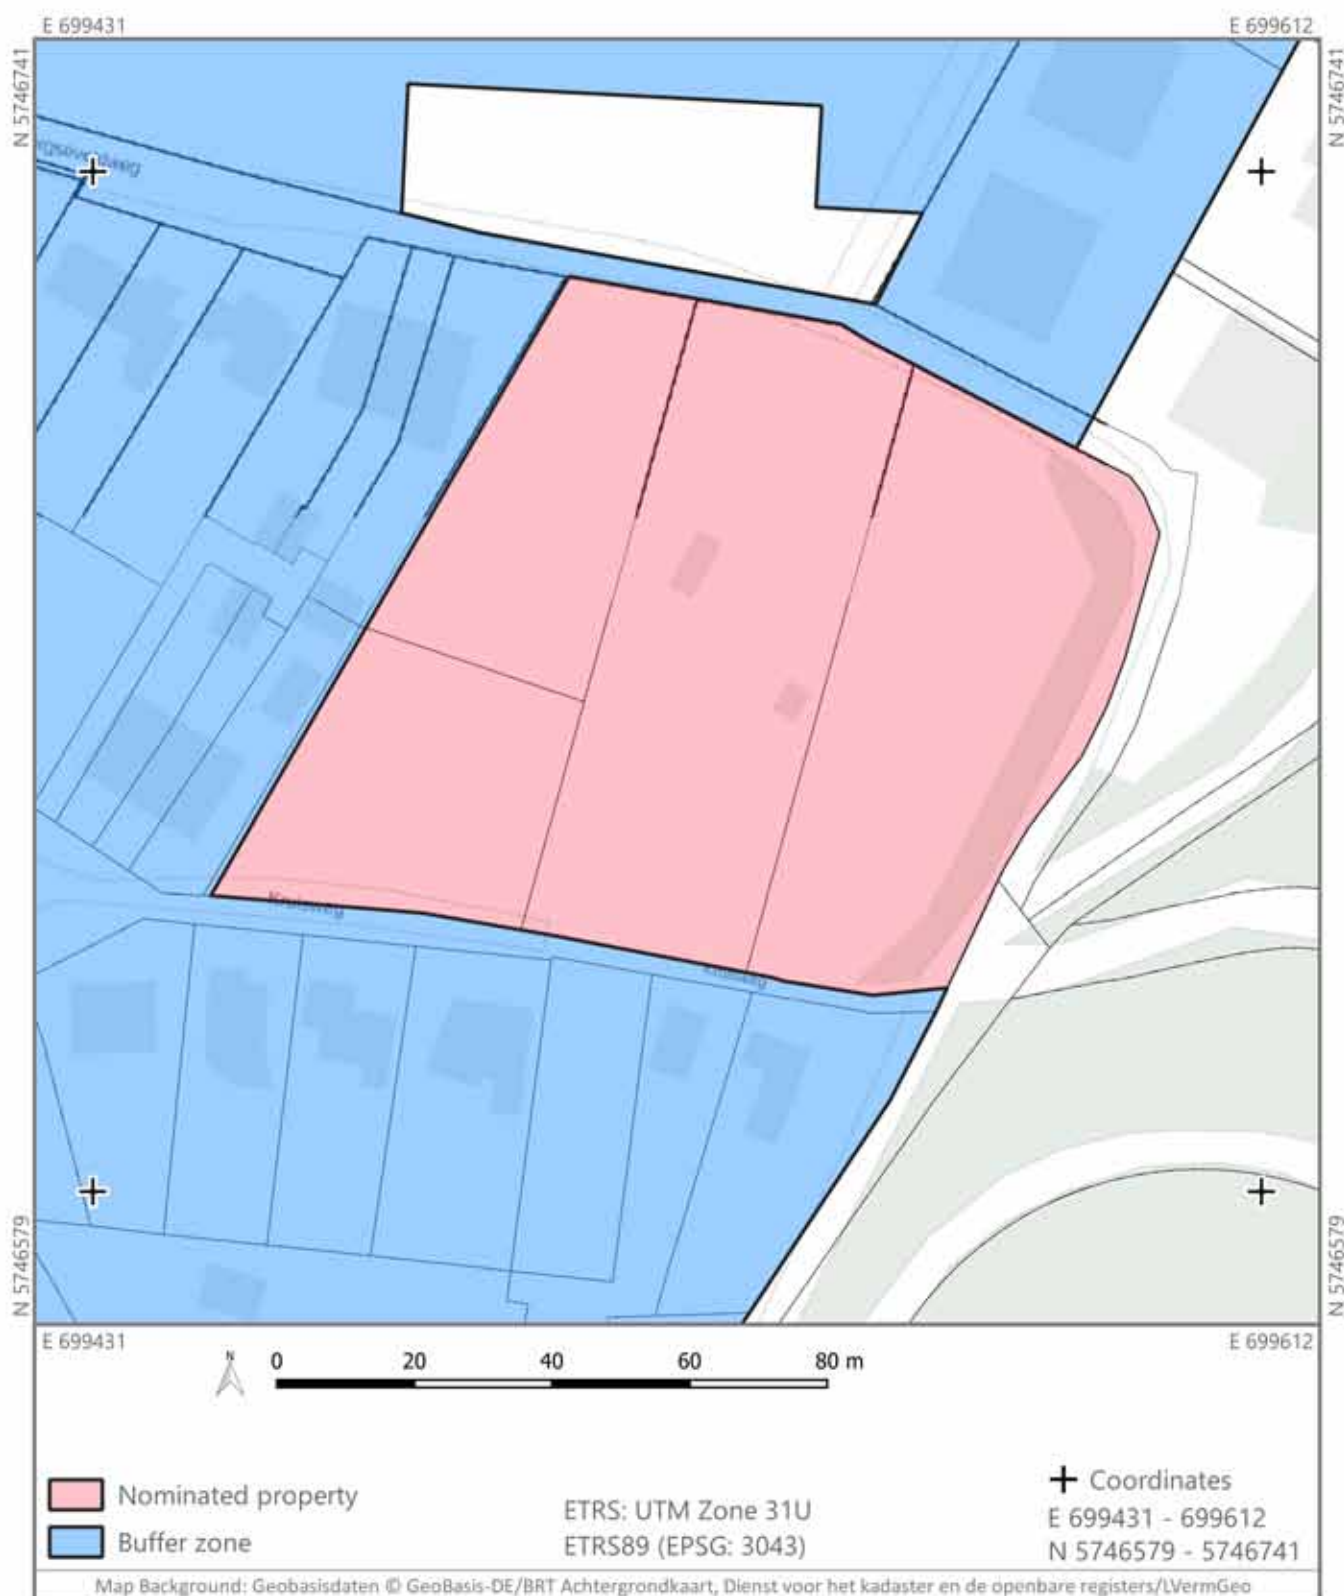 E 699431
E 699612
N 5746741
N 5746741
N 5746579
N 5746579
E 699431
E 699612
N
0 20 40 60 80 m
Nominated property
Buffer zone
ETRS: UTM Zone 31U
ETRS89 (EPSG: 3043)
Coordinates
E 699431 - 699612
N 5746579 - 5746741
Map Background: Geobasisdaten © GeoBasis-DE/BRT Achtergrondkaart, Dienst voor het kadaster en de openbare registers/LVermGeo